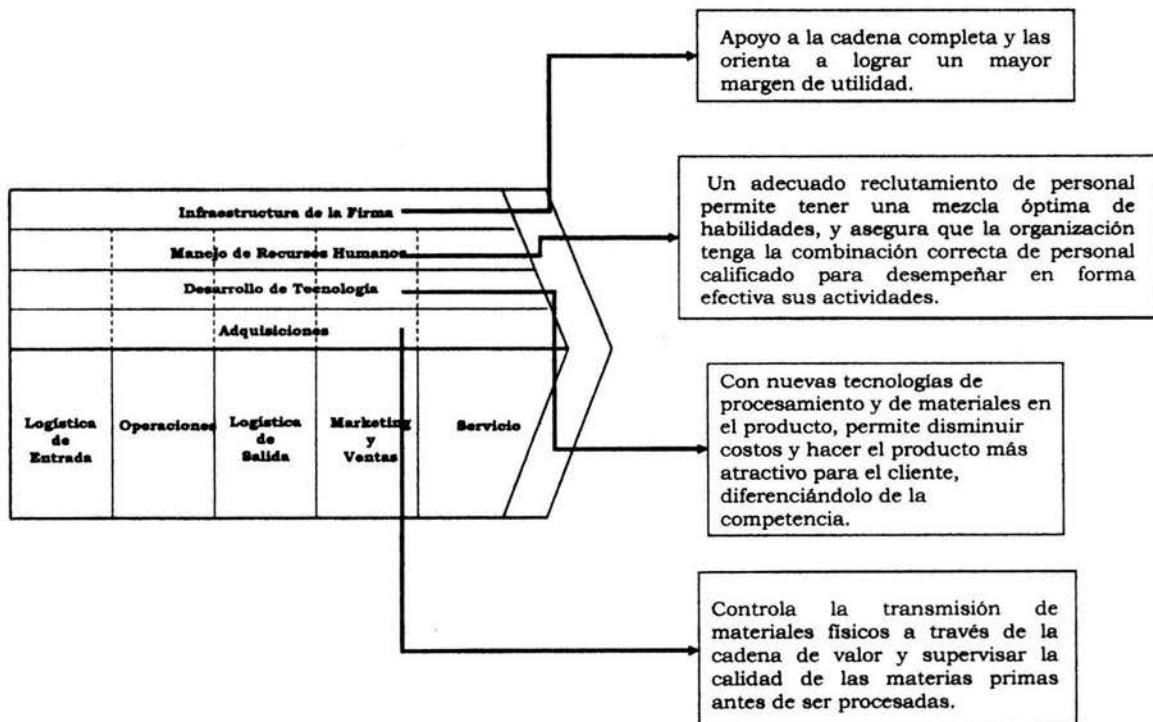 Apoyo a la cadena completa y las
orienta a lograr un mayor
margen de utilidad.
Un adecuado reclutamiento de personal
permite tener una mezcla óptima de
habilidades, y asegura que la organización
tenga la combinación correcta de personal
calificado para desempeñar en forma
efectiva sus actividades.
Con nuevas tecnologías de
procesamiento y de materiales en
el producto, permite disminuir
costos y hacer el producto más
atractivo para el cliente,
diferenciándolo de la
competencia.
Controla la transmisión de
materiales físicos a través de la
cadena de valor y supervisar la
calidad de las materias primas
antes de ser procesadas.
Infraestructura de la Firma
Manejo de Recursos Humanos
Desarrollo de Tecnología
Adquisiciones
Logística
de
Entrada
Operaciones
Logística
de
Salida
Marketing
y
Ventas
Servicio